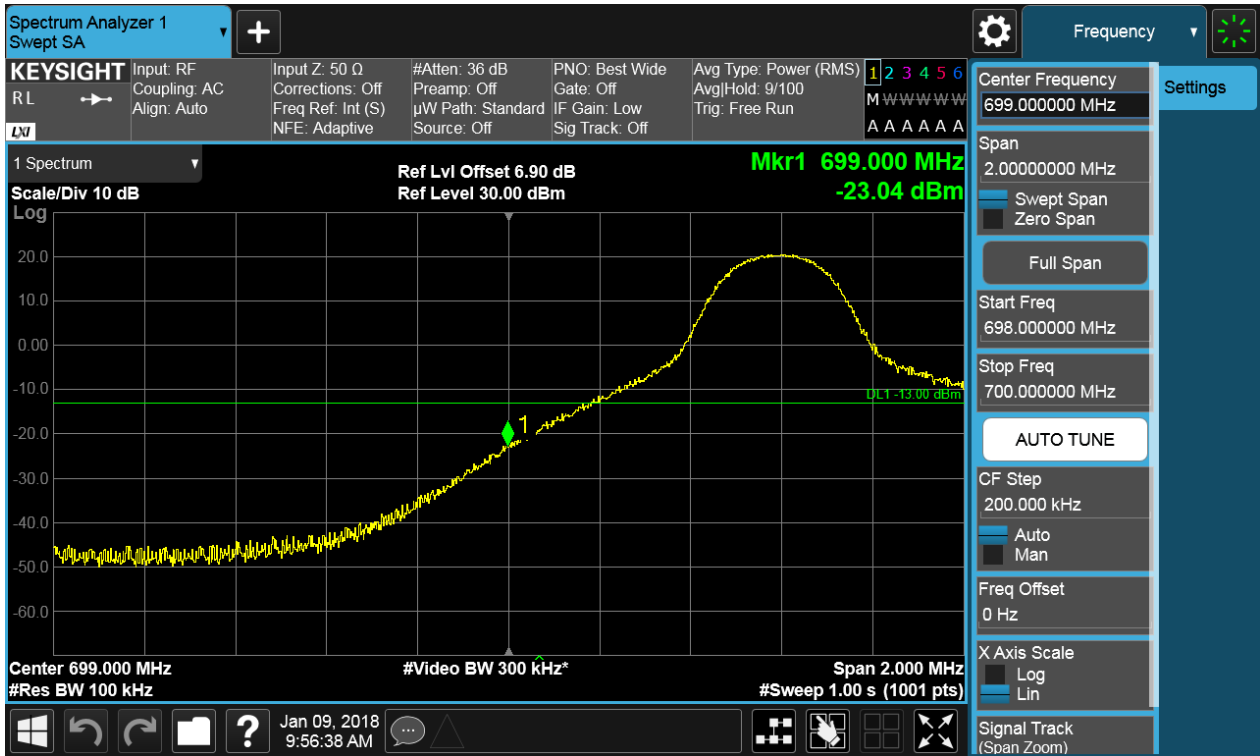 Spectrum Analyzer 1
Swept SA
+
Frequency
KEYSIGHT
R L
LXI
Input: RF
Coupling: AC
Align: Auto
Input Z: 50 Ω
Corrections: Off
Freq Ref: Int (S)
NFE: Adaptive
#Atten: 36 dB
Preamp: Off
µW Path: Standard
Source: Off
PNO: Best Wide
Gate: Off
IF Gain: Low
Sig Track: Off
Avg Type: Power (RMS)
Avg|Hold: 9/100
Trig: Free Run
1 2 3 4 5 6
M W W W W W
A A A A A A
1 Spectrum
Scale/Div 10 dB
Log
Ref Lvl Offset 6.90 dB
Ref Level 30.00 dBm
Mkr1 699.000 MHz
-23.04 dBm
20.0
10.0
0.00
-10.0
-20.0
-30.0
-40.0
-50.0
-60.0
DL1 -13.00 dBm
1
Center 699.000 MHz
#Res BW 100 kHz
#Video BW 300 kHz*
Span 2.000 MHz
#Sweep 1.00 s (1001 pts)
Center Frequency
699.000000 MHz
Span
2.00000000 MHz
Swept Span
Zero Span
Full Span
Start Freq
698.000000 MHz
Stop Freq
700.000000 MHz
AUTO TUNE
CF Step
200.000 kHz
Auto
Man
Freq Offset
0 Hz
X Axis Scale
Log
Lin
Signal Track
(Span Zoom)
Settings
?
Jan 09, 2018
9:56:38 AM